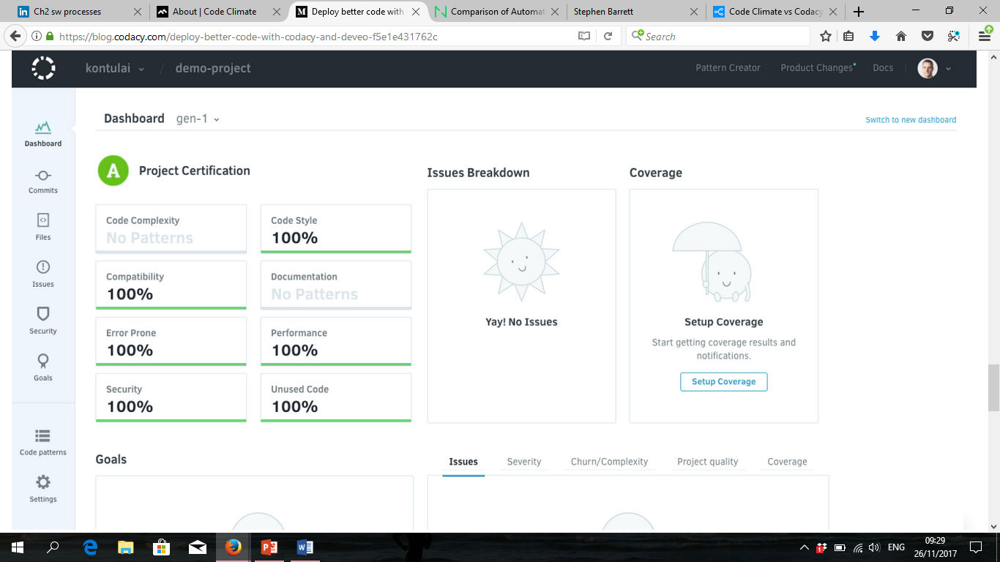 Ch2 sw processes
About | Code Climate
Deploy better code with
Comparison of Automat
Stephen Barrett
Code Climate vs Codacy
https://blog.codacy.com/deploy-better-code-with-codacy-and-deveo-f5e1e431762c
Search
kontulai / demo-project
Pattern Creator
Product Changes
Docs
Dashboard gen-1
Switch to new dashboard
Dashboard
Commits
Files
Issues
Security
Goals
Code patterns
Settings
A Project Certification
Code Complexity
No Patterns
Code Style
100%
Compatibility
100%
Documentation
No Patterns
Error Prone
100%
Performance
100%
Security
100%
Unused Code
100%
Issues Breakdown
Yay! No Issues
Coverage
Setup Coverage
Start getting coverage results and
notifications.
Setup Coverage
Goals
Issues
Severity
Churn/Complexity
Project quality
Coverage
ENG
09:29
26/11/2017